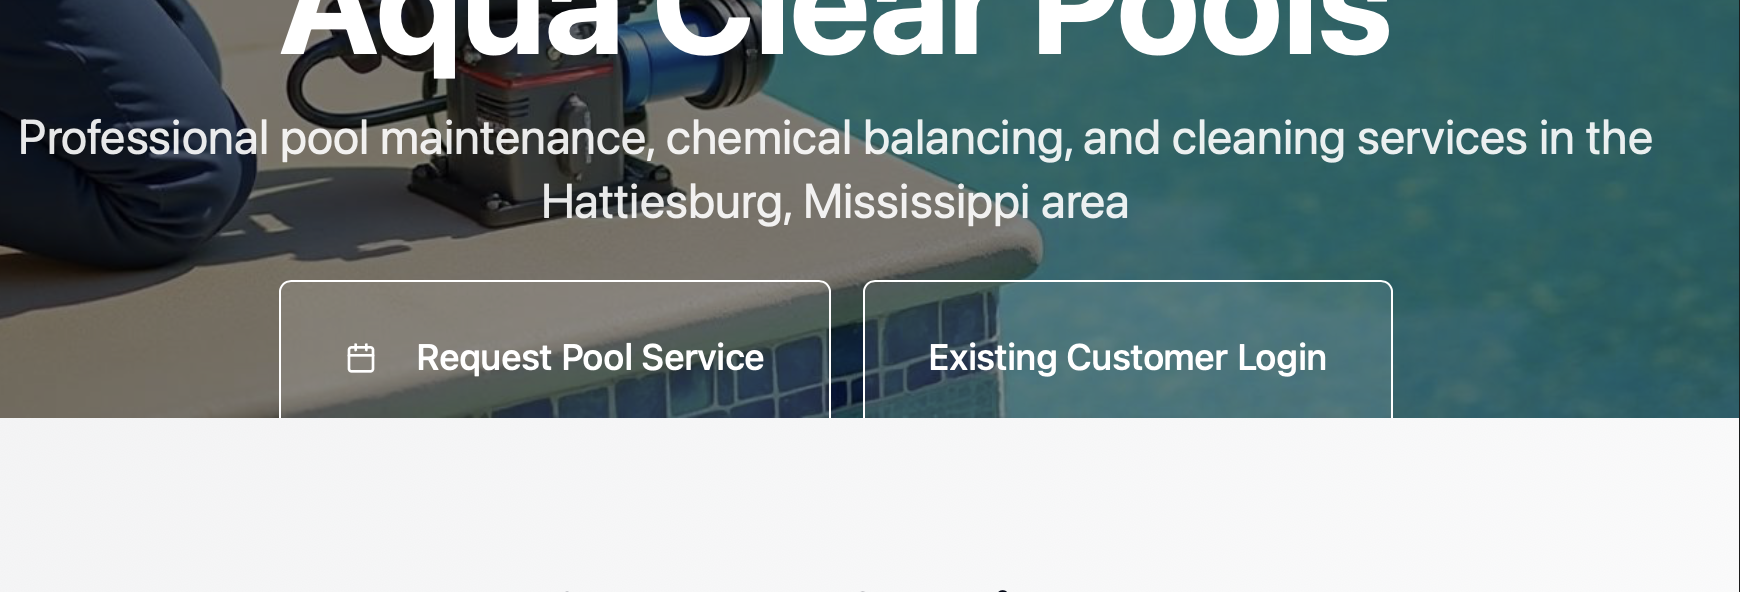 Aqua Clear Pools
Professional pool maintenance, chemical balancing, and cleaning services in the
Hattiesburg, Mississippi area
Request Pool Service
Existing Customer Login